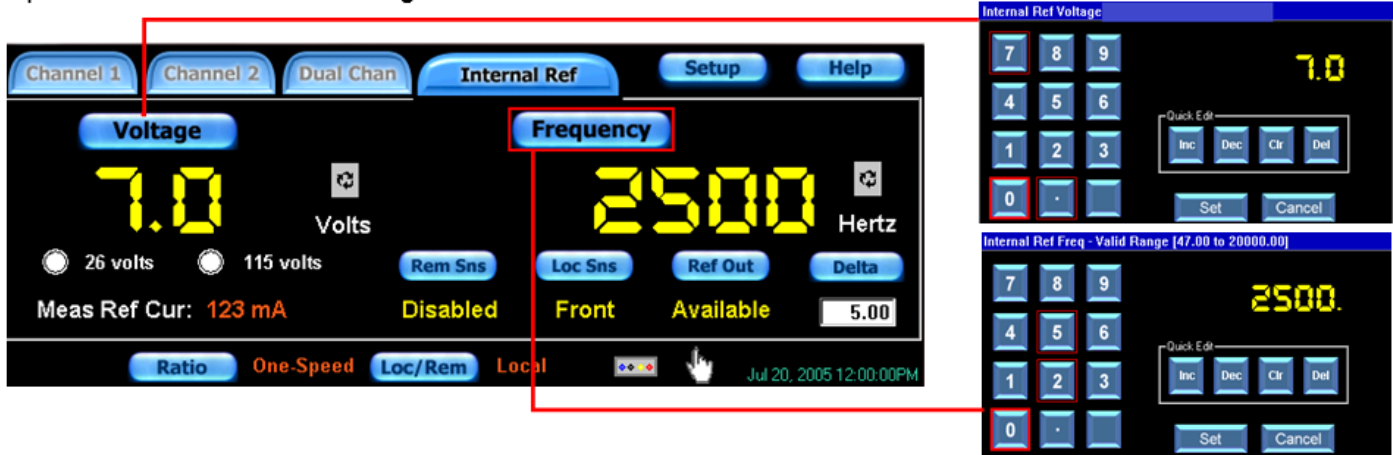 Channel 1 Channel 2 Dual Chan Internal Ref Setup Help
Voltage Frequency
7.0 Volts 2500 Hertz
26 volts 115 volts Rem Sns Loc Sns Ref Out Delta
Meas Ref Cur: 123 mA Disabled Front Available 5.00
Ratio One-Speed Loc/Rem Local Jul 20, 2005 12:00:00PM
Internal Ref Voltage
7 8 9 7.0
4 5 6
Quick Edit
1 2 3 Inc Dec Clr Del
0 . Set Cancel
Internal Ref Freq - Valid Range [47.00 to 20000.00]
7 8 9 2500.
4 5 6
Quick Edit
1 2 3 Inc Dec Clr Del
0 . Set Cancel